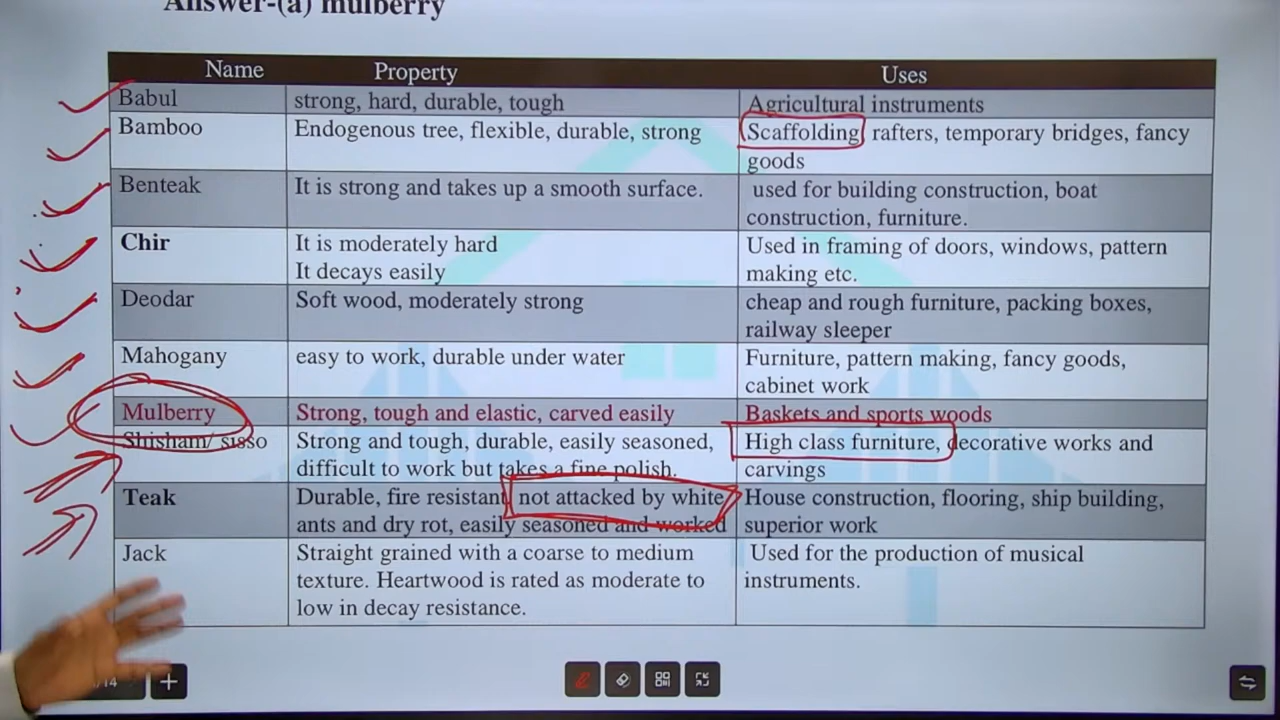 Answer-(a) mulberry
Name Property Uses
Babul strong, hard, durable, tough Agricultural instruments
Bamboo Endogenous tree, flexible, durable, strong Scaffolding rafters, temporary bridges, fancy
goods
Benteak It is strong and takes up a smooth surface. used for building construction, boat
construction, furniture.
Chir It is moderately hard Used in framing of doors, windows, pattern
It decays easily making etc.
Deodar Soft wood, moderately strong cheap and rough furniture, packing boxes,
railway sleeper
Mahogany easy to work, durable under water Furniture, pattern making, fancy goods,
cabinet work
Mulberry Strong, tough and elastic, carved easily Baskets and sports woods
Shisham/ sisso Strong and tough, durable, easily seasoned, High class furniture, decorative works and
difficult to work but takes a fine polish. carvings
Teak Durable, fire resistant, not attacked by white House construction, flooring, ship building,
ants and dry rot, easily seasoned and worked superior work
Jack Straight grained with a coarse to medium Used for the production of musical
texture. Heartwood is rated as moderate to instruments.
low in decay resistance.
/14